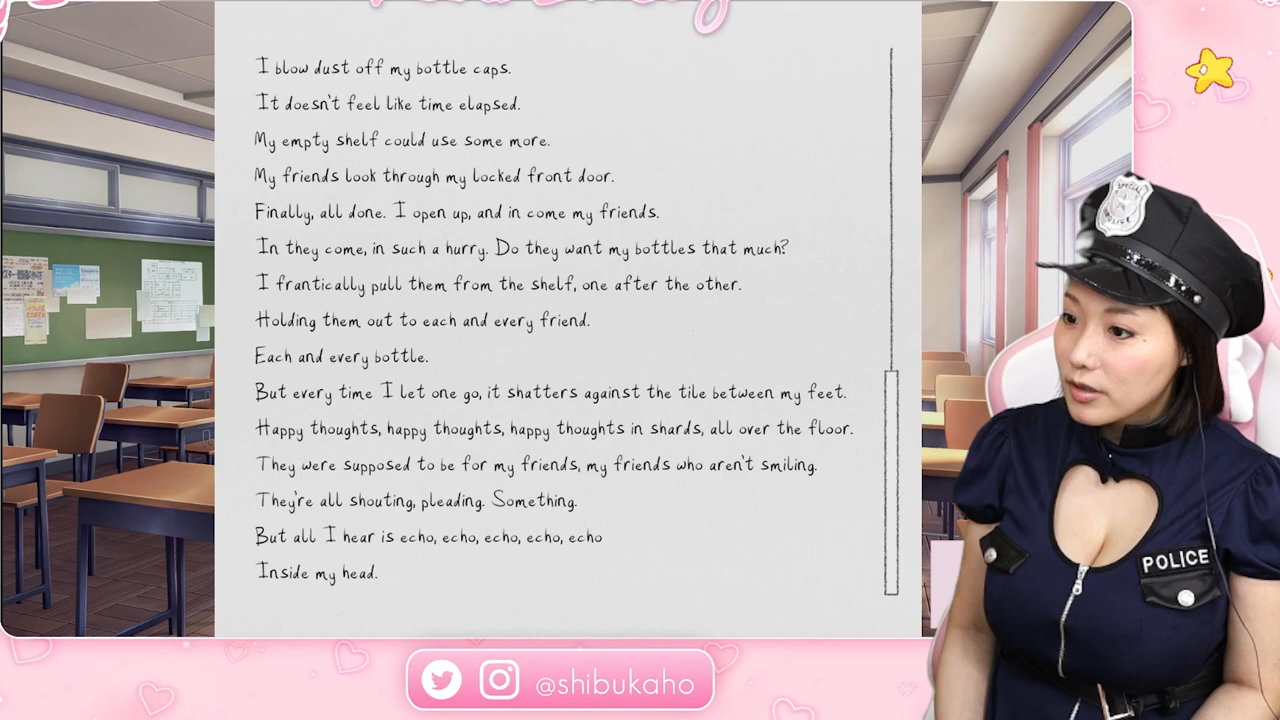 I blow dust off my bottle caps.
It doesn't feel like time elapsed.
My empty shelf could use some more.
My friends look through my locked front door.
Finally, all done. I open up, and in come my friends.
In they come, in such a hurry. Do they want my bottles that much?
I frantically pull them from the shelf, one after the other.
Holding them out to each and every friend.
Each and every bottle.
But every time I let one go, it shatters against the tile between my feet.
Happy thoughts, happy thoughts, happy thoughts in shards, all over the floor.
They were supposed to be for my friends, my friends who aren't smiling.
They're all shouting, pleading. Something.
But all I hear is echo, echo, echo, echo, echo
Inside my head.
SPECIAL
POLICE
POLICE
@shibukaho